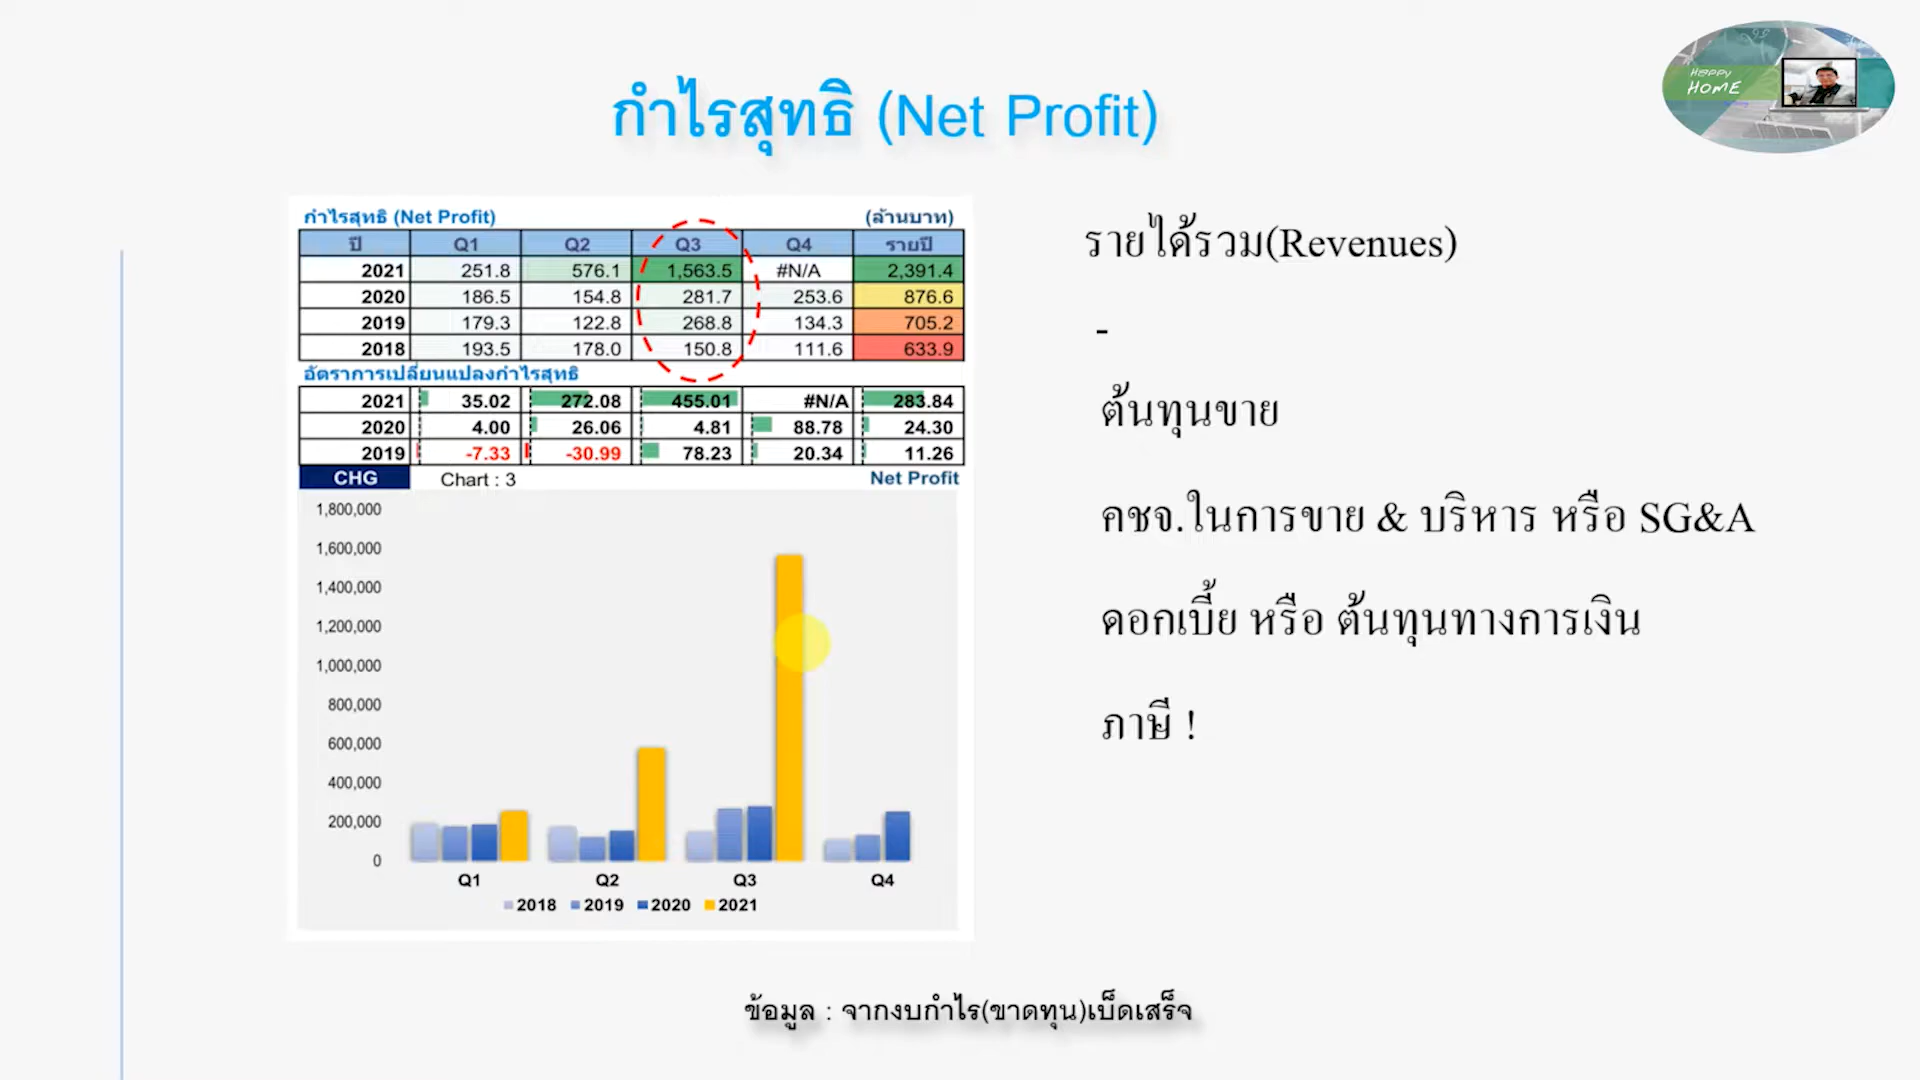 HAPPY
HOME
กำไรสุทธิ (Net Profit)
กำไรสุทธิ (Net Profit) (ล้านบาท)
ปี Q1 Q2 Q3 Q4 รายปี
2021 251.8 576.1 1,563.5 #N/A 2,391.4
2020 186.5 154.8 281.7 253.6 876.6
2019 179.3 122.8 268.8 134.3 705.2
2018 193.5 178.0 150.8 111.6 633.9
อัตราการเปลี่ยนแปลงกำไรสุทธิ
2021 35.02 272.08 455.01 #N/A 283.84
2020 4.00 26.06 4.81 88.78 24.30
2019 -7.33 -30.99 78.23 20.34 11.26
CHG Chart : 3 Net Profit
1,800,000
1,600,000
1,400,000
1,200,000
1,000,000
800,000
600,000
400,000
200,000
0
Q1 Q2 Q3 Q4
2018 2019 2020 2021
รายได้รวม(Revenues)
-
ต้นทุนขาย
คชจ.ในการขาย & บริหาร หรือ SG&A
ดอกเบี้ย หรือ ต้นทุนทางการเงิน
ภาษี !
ข้อมูล : จากงบกำไร(ขาดทุน)เบ็ดเสร็จ